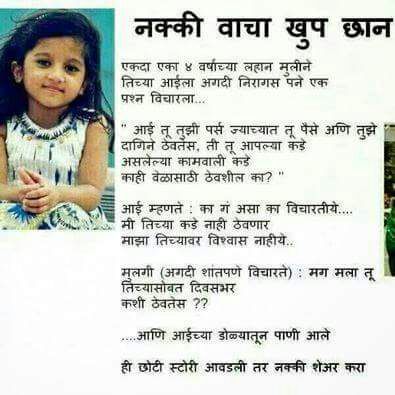 नक्की वाचा खुप छान
एकदा एका ४ वर्षाच्या लहान मुलीने
तिच्या आईला अगदी निरागस पने एक
प्रश्न विचारला...
" आई तू तुझी पर्स ज्याच्यात तू पैसे आणि तुझे
दागिने ठेवतेस, ती तू आपल्या कडे
असलेल्या कामवाली कडे
काही वेळासाठी ठेवशील का? "
आई म्हणते : का गं असा का विचारतीये....
मी तिच्या कडे नाही ठेवणार
माझा तिच्यावर विश्वास नाहीये..
मुलगी (अगदी शांतपणे विचारते) : मग मला तू
तिच्यासोबत दिवसभर
कशी ठेवतेस ??
....आणि आईच्या डोळ्यातून पाणी आले
ही छोटी स्टोरी आवडली तर नक्की शेअर करा